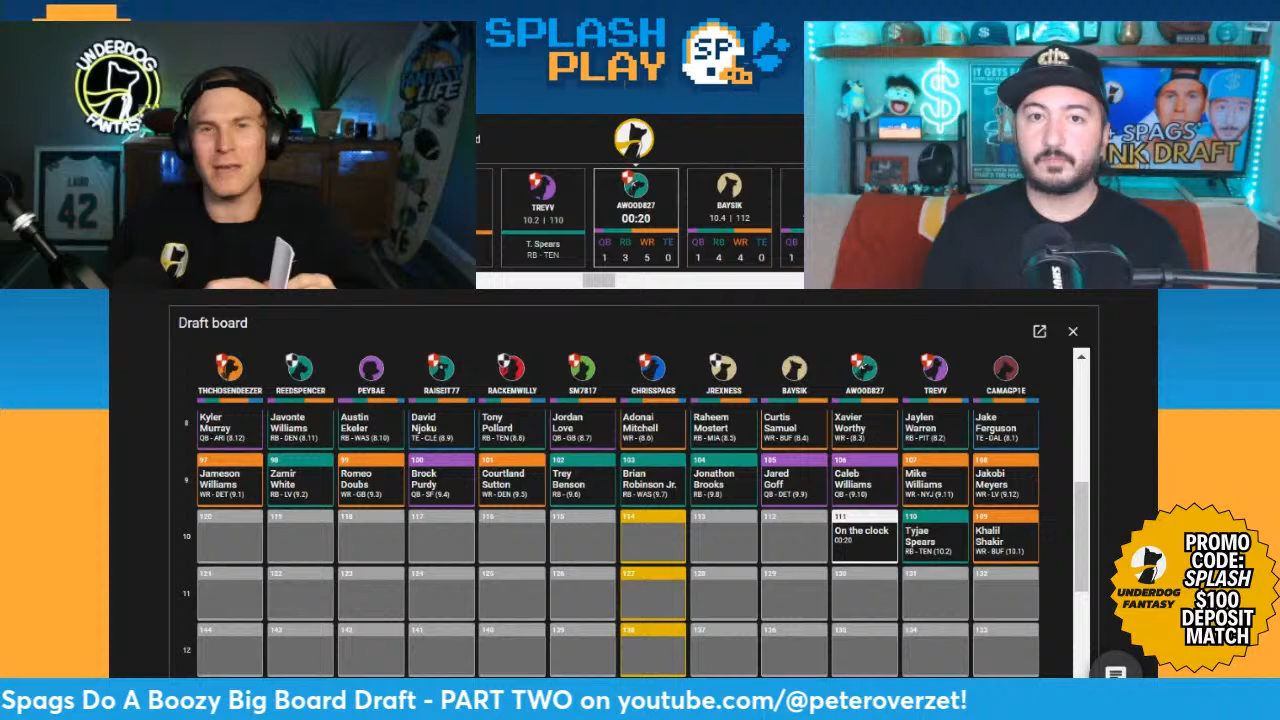 UNDERDOG
FANTASY
FANTASY
LIFE
LAIRD
42
SPLASH
PLAY
SP
IT GETS
+ SPAGS'
NK DRAFT
d
TREVV
10.2 | 110
T. Spears
RB - TEN
AWOOD827
00:20
QB RB WR TE
1 3 5 0
BAYSIK
10.4 | 112
QB RB WR TE
1 4 4 0
QB
1
Draft board
THCHOSENDEEZER REEDSPENCER PEYBAE RAISEIT77 RACKEMWILLY SM7817 CHRISSPAGS JREXNESS BAYSIK AWOOD827 TREVV CAMAGP1E
8
Kyler Murray
QB - ARI (8.12)
Javonte Williams
RB - DEN (8.11)
Austin Ekeler
RB - WAS (8.10)
David Njoku
TE - CLE (8.9)
Tony Pollard
RB - TEN (8.8)
Jordan Love
QB - GB (8.7)
Adonai Mitchell
WR - (8.6)
Raheem Mostert
RB - MIA (8.5)
Curtis Samuel
WR - BUF (8.4)
Xavier Worthy
WR - (8.3)
Jaylen Warren
RB - PIT (8.2)
Jake Ferguson
TE - DAL (8.1)
9
97
Jameson Williams
WR - DET (9.1)
98
Zamir White
RB - LV (9.2)
99
Romeo Doubs
WR - GB (9.3)
100
Brock Purdy
QB - SF (9.4)
101
Courtland Sutton
WR - DEN (9.5)
102
Trey Benson
RB - (9.6)
103
Brian Robinson Jr.
RB - WAS (9.7)
104
Jonathon Brooks
RB - (9.8)
105
Jared Goff
QB - DET (9.9)
106
Caleb Williams
QB - (9.10)
107
Mike Williams
WR - NYJ (9.11)
108
Jakobi Meyers
WR - LV (9.12)
10
120 119 118 117 116 115 114 113 112
111
On the clock
00:20
110
Tyjae Spears
RB - TEN (10.2)
109
Khalil Shakir
WR - BUF (10.1)
11
121 122 123 124 125 126 127 128 129 130 131 132
12
144 143 142 141 140 139 138 137 136 135 134 133
UNDERDOG
FANTASY
PROMO
CODE:
SPLASH
$100
DEPOSIT
MATCH
Spags Do A Boozy Big Board Draft - PART TWO on youtube.com/@peteroverzet!